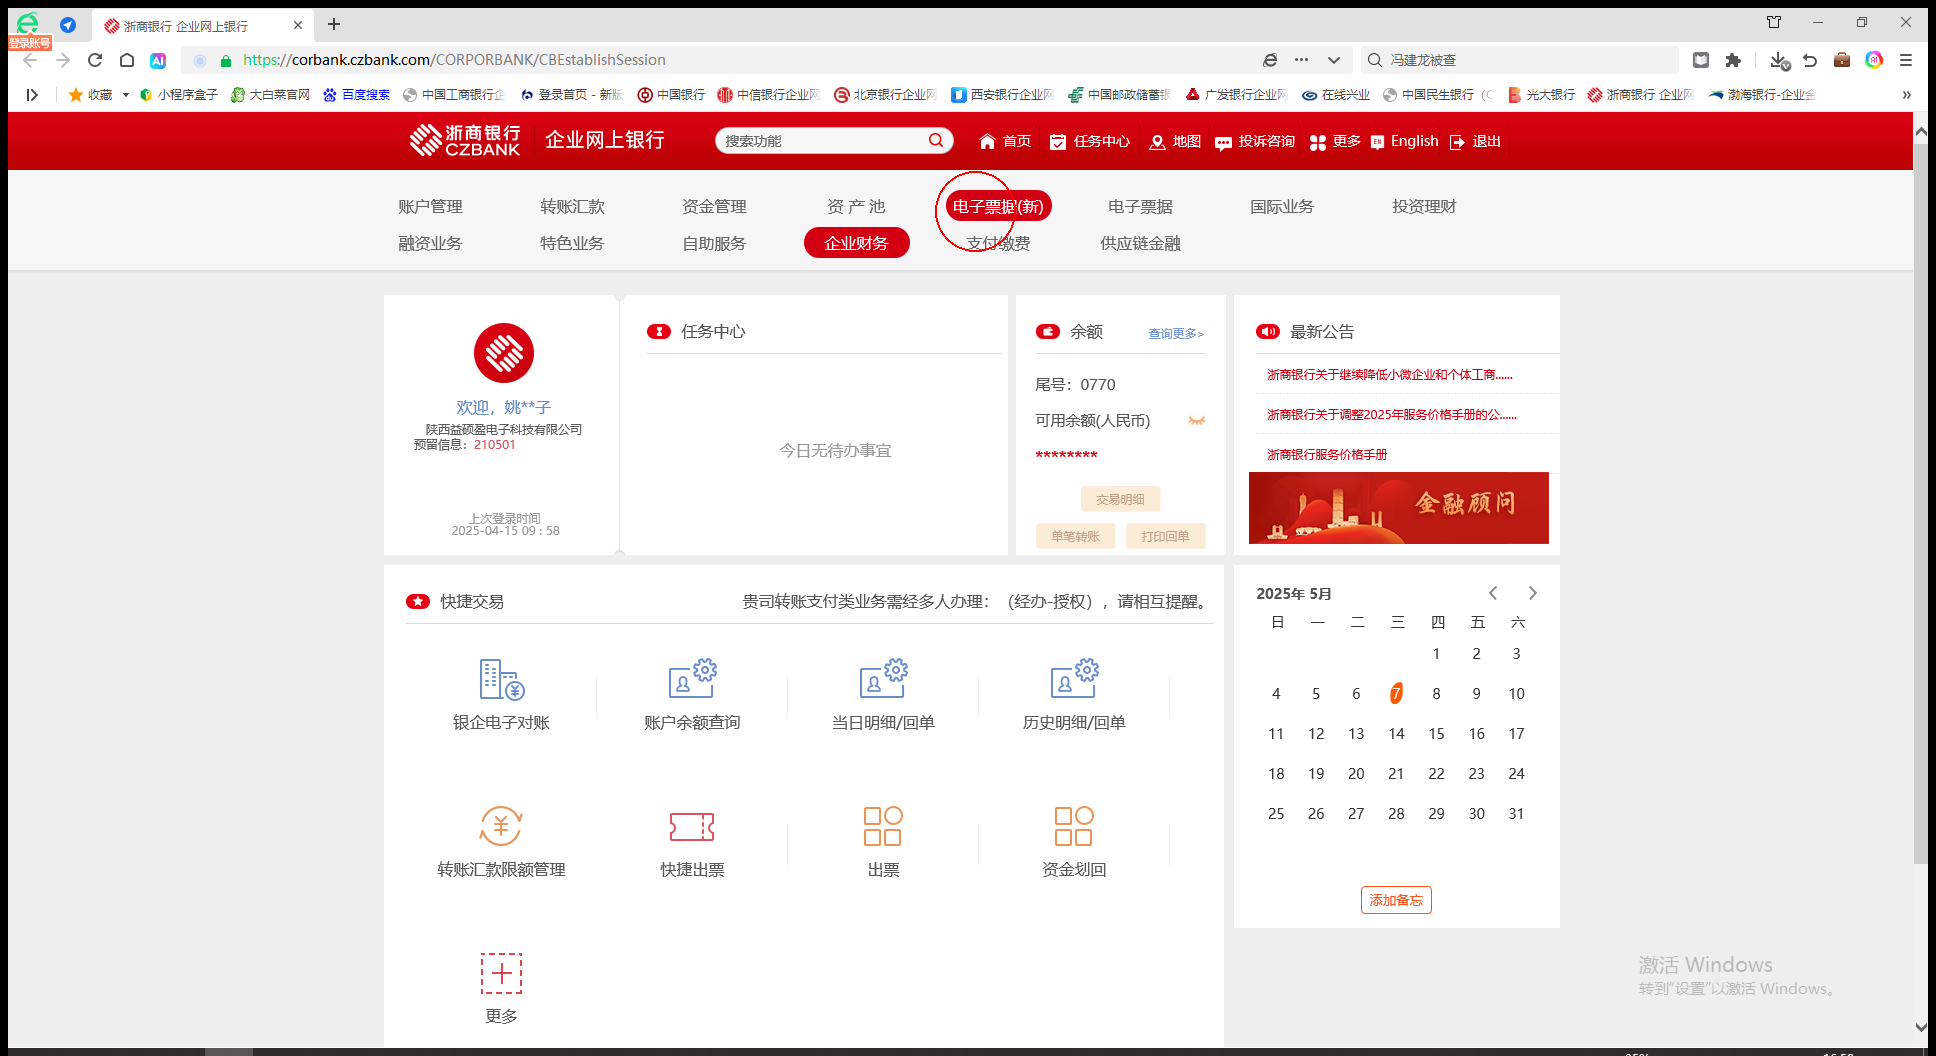 登录账号
浙商银行 企业网上银行
AI
https://corbank.czbank.com/CORPORBANK/CBEstablishSession
冯建龙被查
收藏
小程序盒子
大白菜官网
百度搜索
中国工商银行企
登录首页 - 新版
中国银行
中信银行企业网
北京银行企业网
西安银行企业网
中国邮政储蓄银
广发银行企业网
在线兴业
中国民生银行（C
光大银行
浙商银行 企业网
渤海银行-企业金
浙商银行
CZBANK
企业网上银行
搜索功能
首页
任务中心
地图
投诉咨询
更多
EN English
退出
账户管理 转账汇款 资金管理 资 产 池 电子票据(新) 电子票据 国际业务 投资理财
融资业务 特色业务 自助服务 企业财务 支付缴费 供应链金融
欢迎，姚**子
陕西益硕盈电子科技有限公司
预留信息：210501
上次登录时间
2025-04-15 09 : 58
任务中心
今日无待办事宜
余额
查询更多>
尾号：0770
可用余额(人民币)
********
交易明细
单笔转账 打印回单
最新公告
浙商银行关于继续降低小微企业和个体工商......
浙商银行关于调整2025年服务价格手册的公......
浙商银行服务价格手册
金融顾问
快捷交易
贵司转账支付类业务需经多人办理：（经办-授权），请相互提醒。
银企电子对账 账户余额查询 当日明细/回单 历史明细/回单
转账汇款限额管理 快捷出票 出票 资金划回
更多
2025年 5月
日 一 二 三 四 五 六
1 2 3
4 5 6 7 8 9 10
11 12 13 14 15 16 17
18 19 20 21 22 23 24
25 26 27 28 29 30 31
添加备忘
激活 Windows
转到"设置"以激活 Windows。